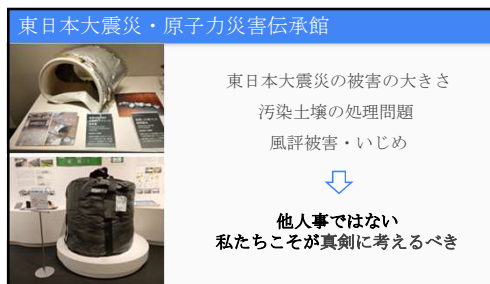 東日本大震災・原子力災害伝承館
東日本大震災の被害の大きさ
汚染土壌の処理問題
風評被害・いじめ
他人事ではない
私たちこそが真剣に考えるべき